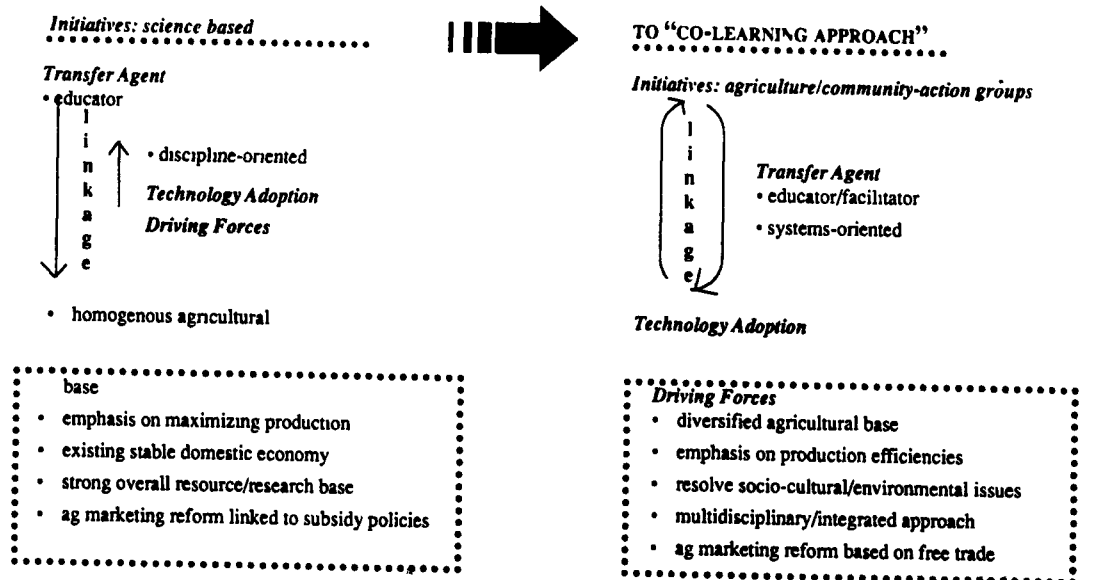 Initiatives: science based
Transfer Agent
• educator
linkage
• discipline-oriented
Technology Adoption
Driving Forces
• homogenous agricultural
base
• emphasis on maximizing production
• existing stable domestic economy
• strong overall resource/research base
• ag marketing reform linked to subsidy policies
TO “CO-LEARNING APPROACH”
Initiatives: agriculture/community-action groups
linkage
Transfer Agent
• educator/facilitator
• systems-oriented
Technology Adoption
Driving Forces
• diversified agricultural base
• emphasis on production efficiencies
• resolve socio-cultural/environmental issues
• multidisciplinary/integrated approach
• ag marketing reform based on free trade